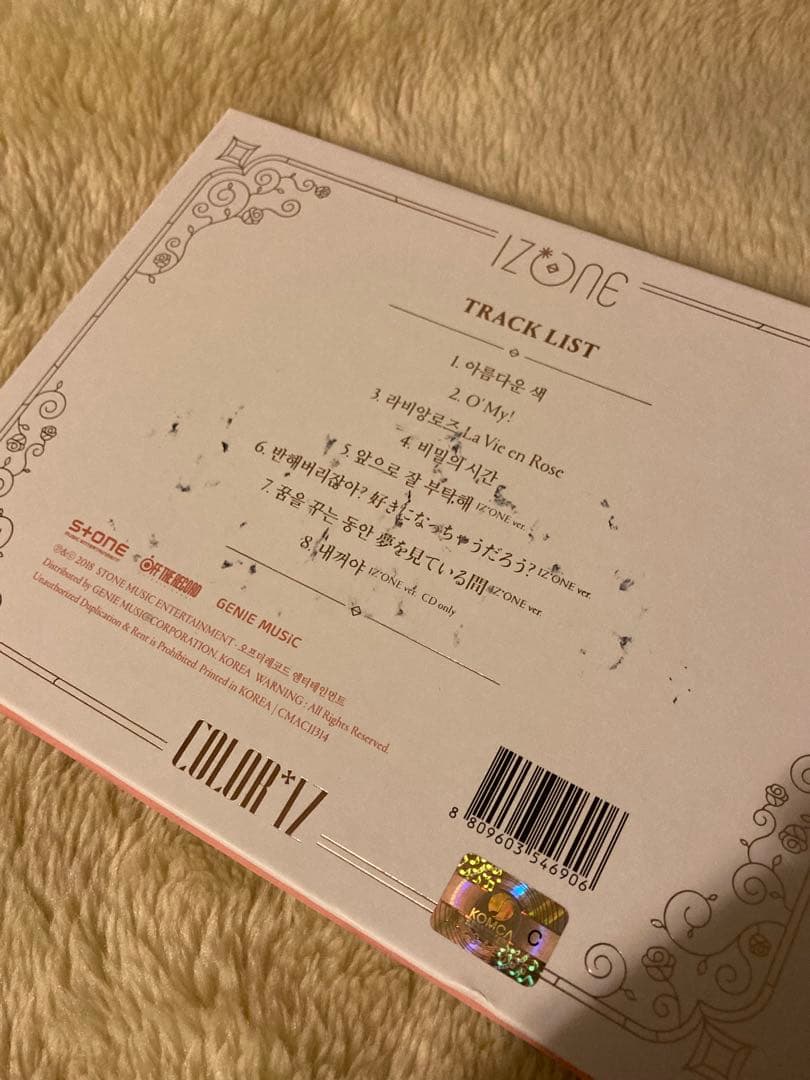 IZ*ONE
TRACK LIST
1. 아름다운 색
2. O' My!
3. 라비앙로즈 La Vie en Rose
4. 비밀의 시간
5. 앞으로 잘 부탁해 IZ*ONE ver.
6. 반해버리잖아? 好きになっちゃうだろう? IZ*ONE ver.
7. 꿈을 꾸는 동안 夢を見ている間 IZ*ONE ver.
8. 내꺼야 IZ*ONE ver. CD only
STONE MUSIC ENTERTAINMENT
OFF THE RECORD
GENIE MUSIC
℗&© 2018 STONE MUSIC ENTERTAINMENT · 오프더레코드 엔터테인먼트
Distributed by GENIE MUSIC CORPORATION, KOREA WARNING : All Rights Reserved.
Unauthorized Duplication & Rent is Prohibited Printed in KOREA / CMAC11314
COLOR*IZ
8 809603 546906
KOMCA
C